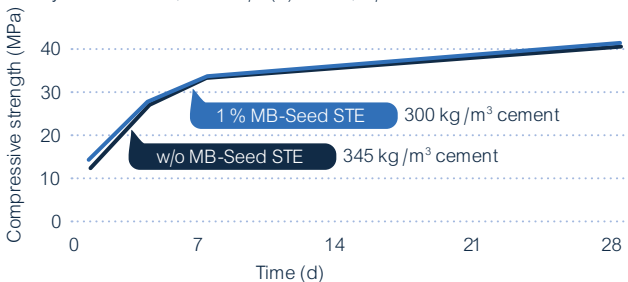 Compressive strength (MPa)
40
30
20
10
0
1 % MB-Seed STE 300 kg/m³ cement
w/o MB-Seed STE 345 kg/m³ cement
0 7 14 21 28
Time (d)